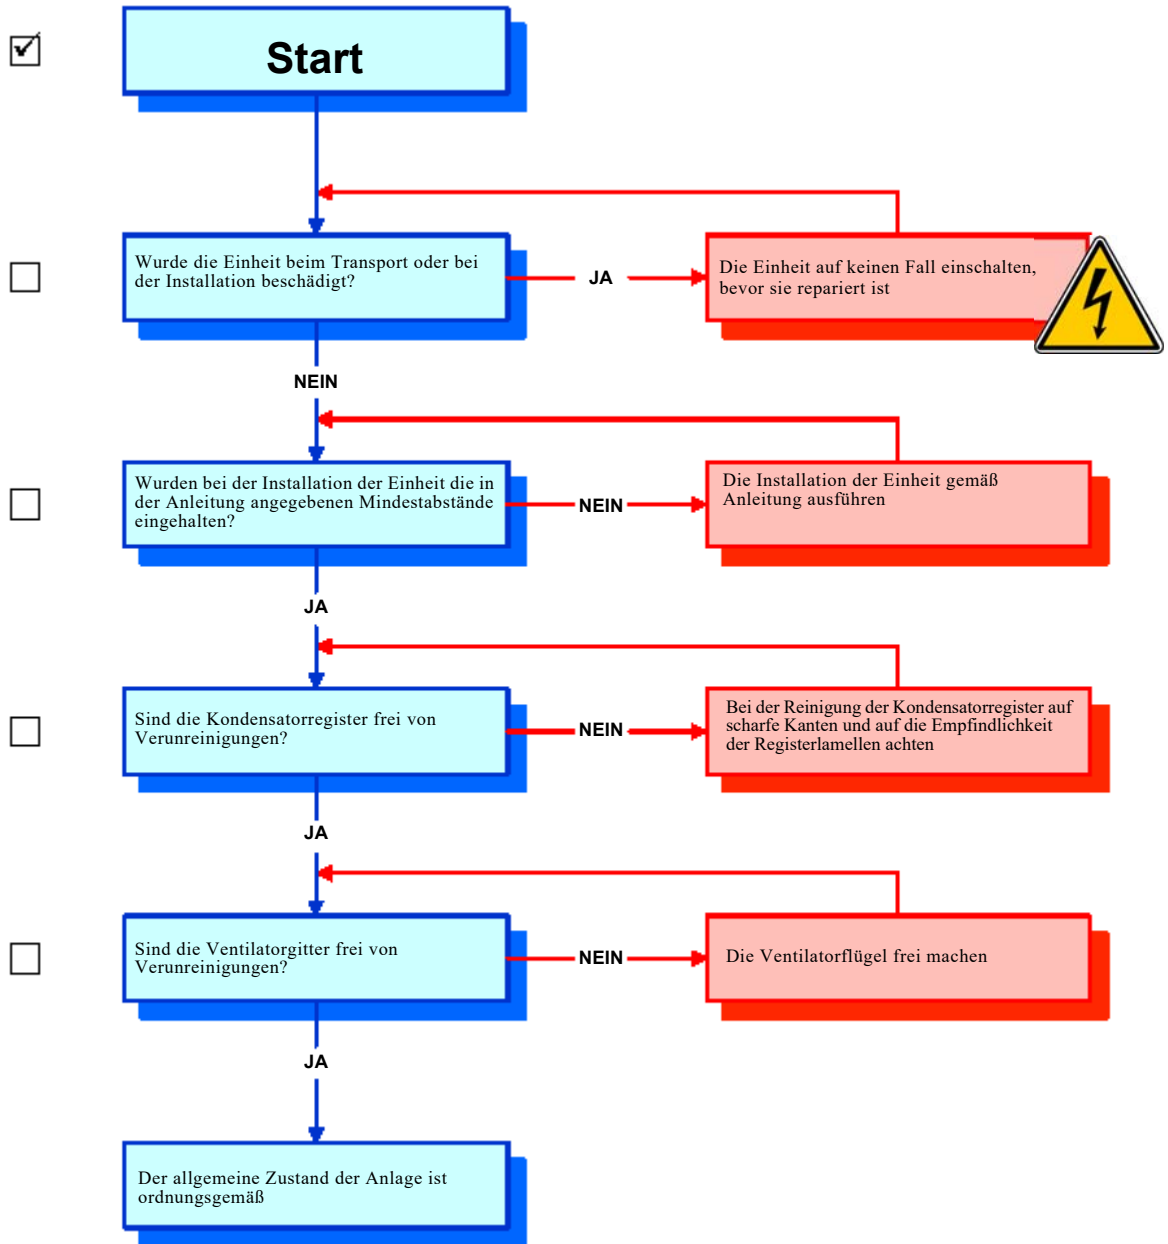 Start
Wurde die Einheit beim Transport oder bei
der Installation beschädigt?
JA
Die Einheit auf keinen Fall einschalten,
bevor sie repariert ist
NEIN
Wurden bei der Installation der Einheit die in
der Anleitung angegebenen Mindestabstände
eingehalten?
NEIN
Die Installation der Einheit gemäß
Anleitung ausführen
JA
Sind die Kondensatorregister frei von
Verunreinigungen?
NEIN
Bei der Reinigung der Kondensatorregister auf
scharfe Kanten und auf die Empfindlichkeit
der Registerlamellen achten
JA
Sind die Ventilatorgitter frei von
Verunreinigungen?
NEIN
Die Ventilatorflügel frei machen
JA
Der allgemeine Zustand der Anlage ist
ordnungsgemäß